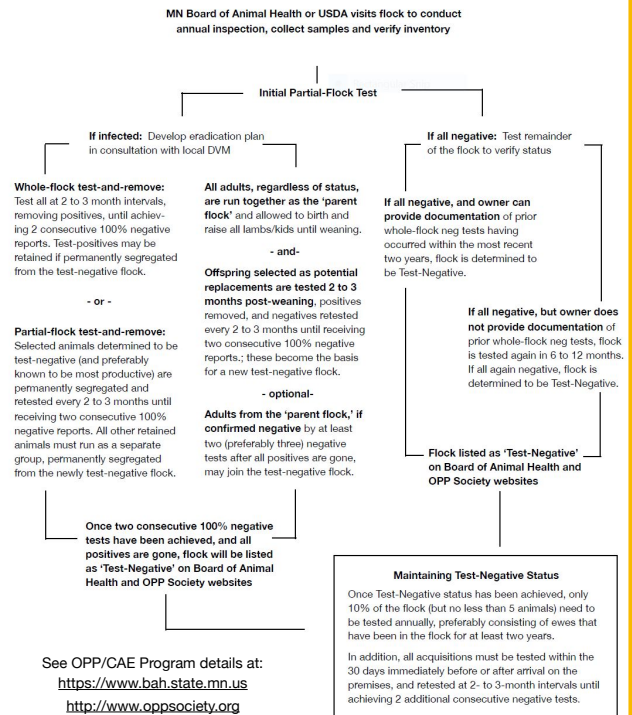 MN Board of Animal Health or USDA visits flock to conduct
annual inspection, collect samples and verify inventory
Initial Partial-Flock Test
If infected: Develop eradication plan
in consultation with local DVM
If all negative: Test remainder
of the flock to verify status
Whole-flock test-and-remove:
Test all at 2 to 3 month intervals,
removing positives, until achiev-
ing 2 consecutive 100% negative
reports. Test-positives may be
retained if permanently segregated
from the test-negative flock.
- or -
Partial-flock test-and-remove:
Selected animals determined to be
test-negative (and preferably
known to be most productive) are
permanently segregated and
retested every 2 to 3 months until
receiving two consecutive 100%
negative reports. All other retained
animals must run as a separate
group, permanently segregated
from the newly test-negative flock.
All adults, regardless of status,
are run together as the ‘parent
flock’ and allowed to birth and
raise all lambs/kids until weaning.
- and-
Offspring selected as potential
replacements are tested 2 to 3
months post-weaning, positives
removed, and negatives retested
every 2 to 3 months until receiving
two consecutive 100% negative
reports.; these become the basis
for a new test-negative flock.
- optional-
Adults from the ‘parent flock,’ if
confirmed negative by at least
two (preferably three) negative
tests after all positives are gone,
may join the test-negative flock.
If all negative, and owner can
provide documentation of prior
whole-flock neg tests having
occurred within the most recent
two years, flock is determined to
be Test-Negative.
If all negative, but owner does
not provide documentation of
prior whole-flock neg tests, flock
is tested again in 6 to 12 months.
If all again negative, flock is
determined to be Test-Negative.
Flock listed as ‘Test-Negative’
on Board of Animal Health and
OPP Society websites
Once two consecutive 100% negative
tests have been achieved, and all
positives are gone, flock will be listed
as ‘Test-Negative’ on Board of Animal
Health and OPP Society websites
Maintaining Test-Negative Status
Once Test-Negative status has been achieved, only
10% of the flock (but no less than 5 animals) need to
be tested annually, preferably consisting of ewes that
have been in the flock for at least two years.
In addition, all acquisitions must be tested within the
30 days immediately before or after arrival on the
premises, and retested at 2- to 3-month intervals until
achieving 2 additional consecutive negative tests.
See OPP/CAE Program details at:
https://www.bah.state.mn.us
http://www.oppsociety.org